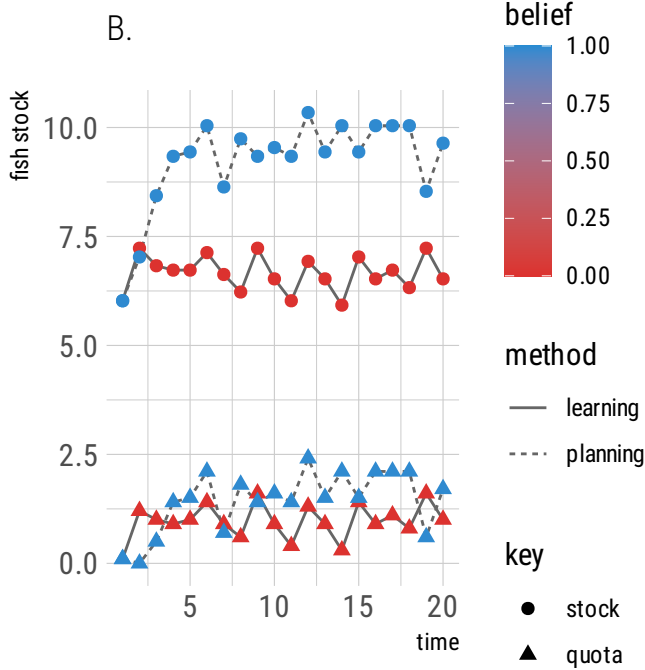 B.
fish stock
10.0
7.5
5.0
2.5
0.0
5 10 15 20
time
belief
1.00
0.75
0.50
0.25
0.00
method
learning
planning
key
stock
quota